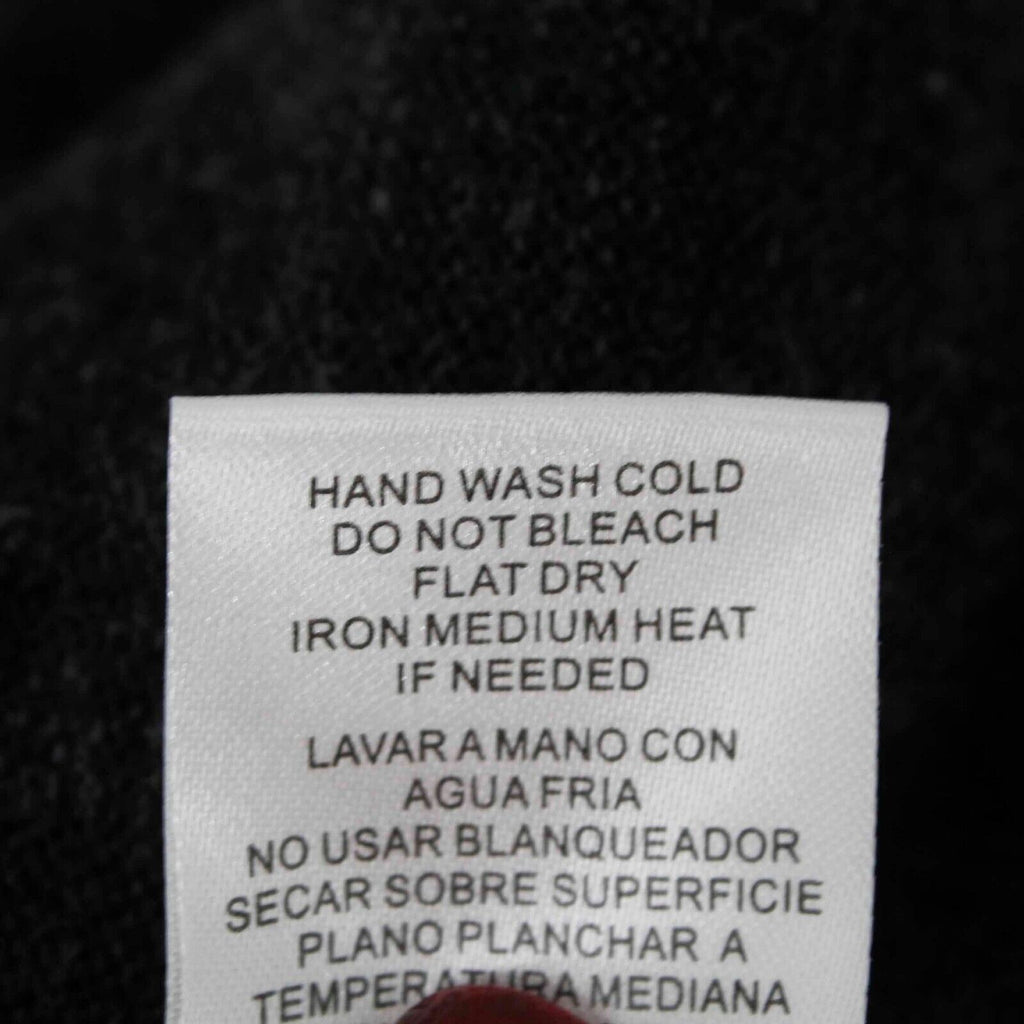 HAND WASH COLD
DO NOT BLEACH
FLAT DRY
IRON MEDIUM HEAT
IF NEEDED
LAVAR A MANO CON
AGUA FRIA
NO USAR BLANQUEADOR
SECAR SOBRE SUPERFICIE
PLANO PLANCHAR A
TEMPERATURA MEDIANA